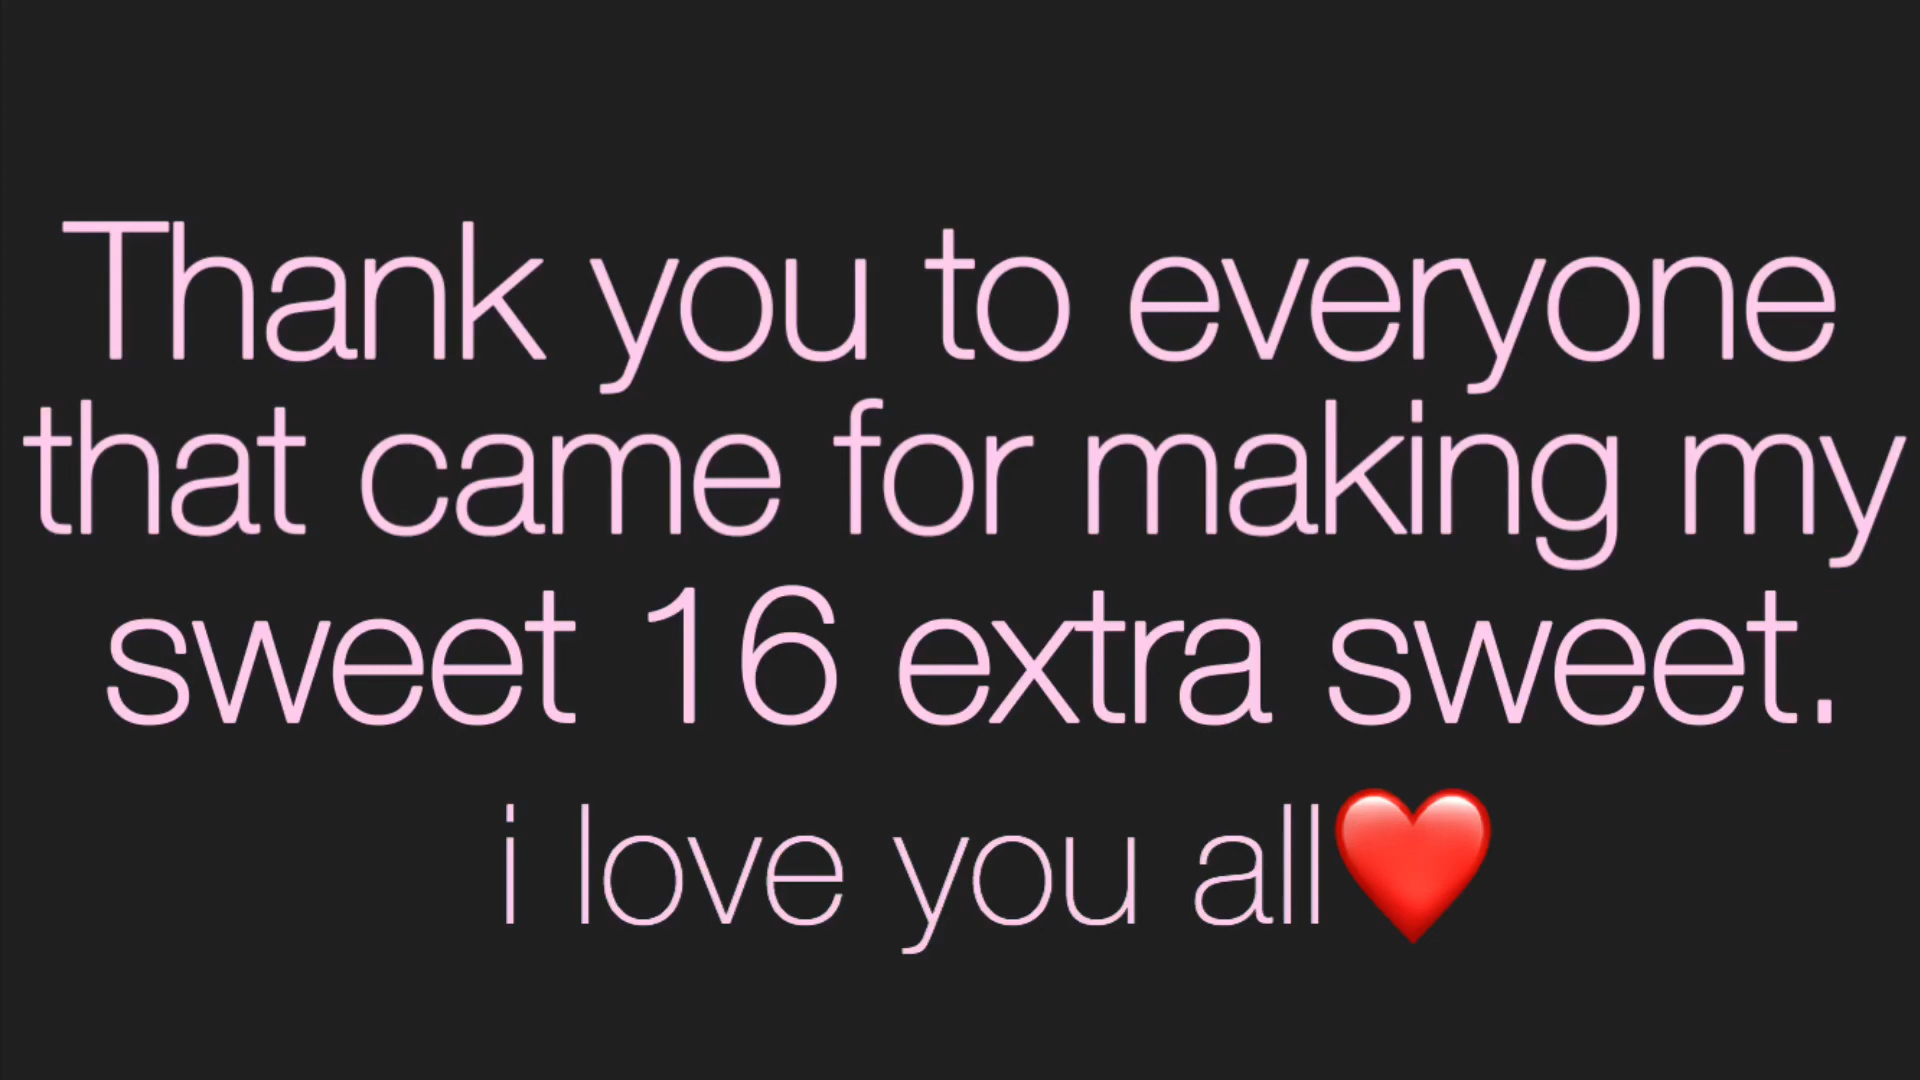 Thank you to everyone
that came for making my
sweet 16 extra sweet.
i love you all❤️